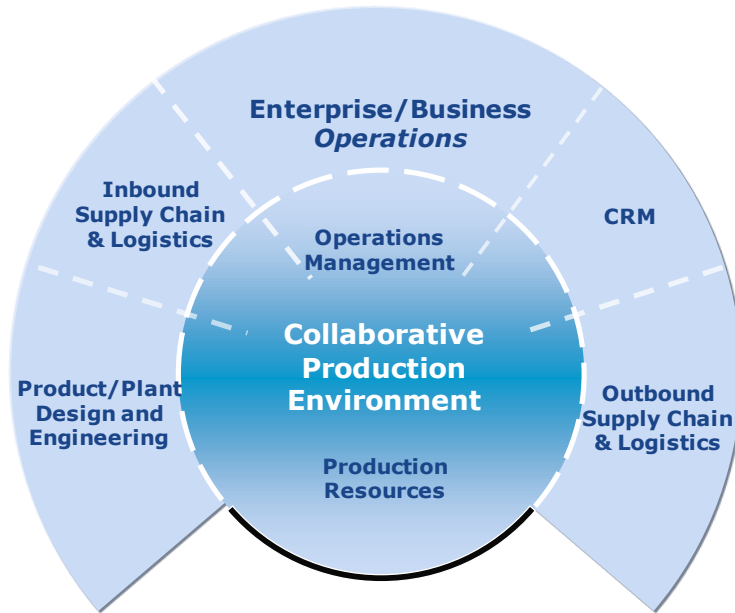 Enterprise/Business
Operations
Inbound
Supply Chain
& Logistics
CRM
Operations
Management
Collaborative
Production
Environment
Product/Plant
Design and
Engineering
Outbound
Supply Chain
& Logistics
Production
Resources